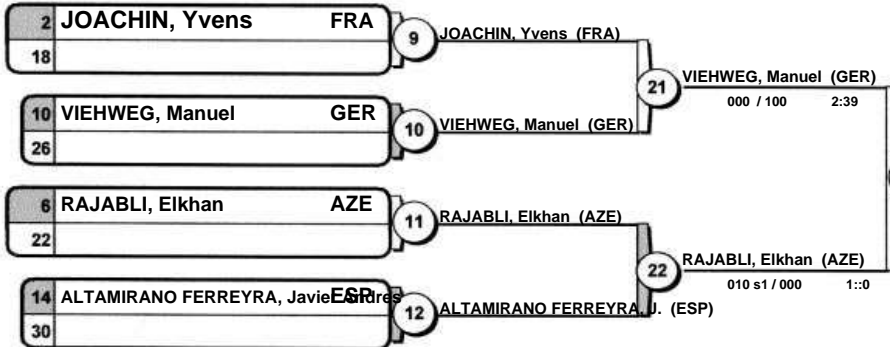 2 JOACHIN, Yvens FRA
18
9 JOACHIN, Yvens (FRA)
10 VIEHWEG, Manuel GER
26
10 VIEHWEG, Manuel (GER)
21 VIEHWEG, Manuel (GER)
000 / 100 2:39
6 RAJABLI, Elkhan AZE
22
11 RAJABLI, Elkhan (AZE)
14 ALTAMIRANO FERREYRA, Javier Andres ESP
30
12 ALTAMIRANO FERREYRA, J. (ESP)
22 RAJABLI, Elkhan (AZE)
010 s1 / 000 1::0